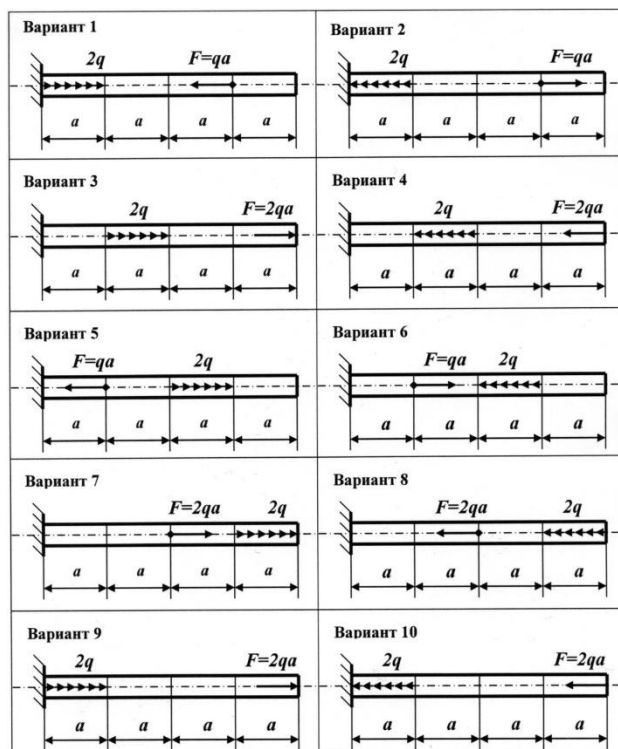 Вариант 1
2q F=qa
a a a a
Вариант 2
2q F=qa
a a a a
Вариант 3
2q F=2qa
a a a a
Вариант 4
2q F=2qa
a a a a
Вариант 5
F=qa 2q
a a a a
Вариант 6
F=qa 2q
a a a a
Вариант 7
F=2qa 2q
a a a a
Вариант 8
F=2qa 2q
a a a a
Вариант 9
2q F=2qa
a a a a
Вариант 10
2q F=2qa
a a a a